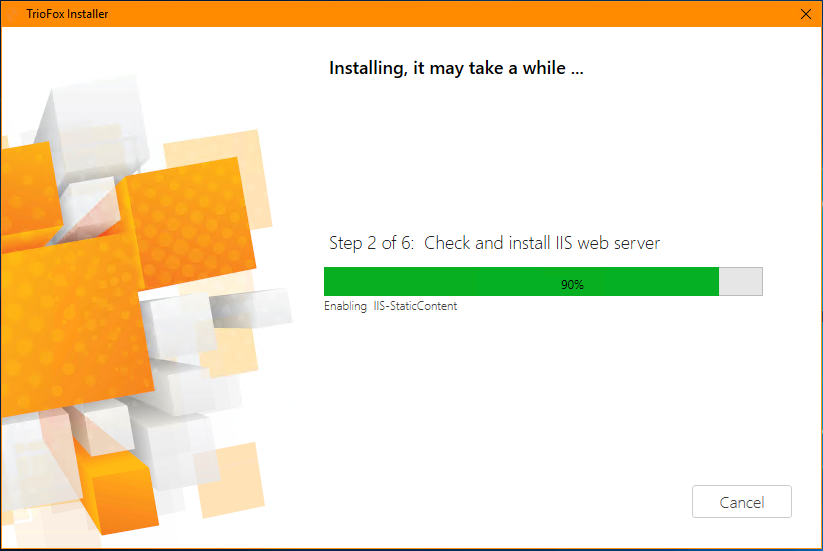 TrioFox Installer
Installing, it may take a while ...
Step 2 of 6: Check and install IIS web server
90%
Enabling IIS-StaticContent
Cancel